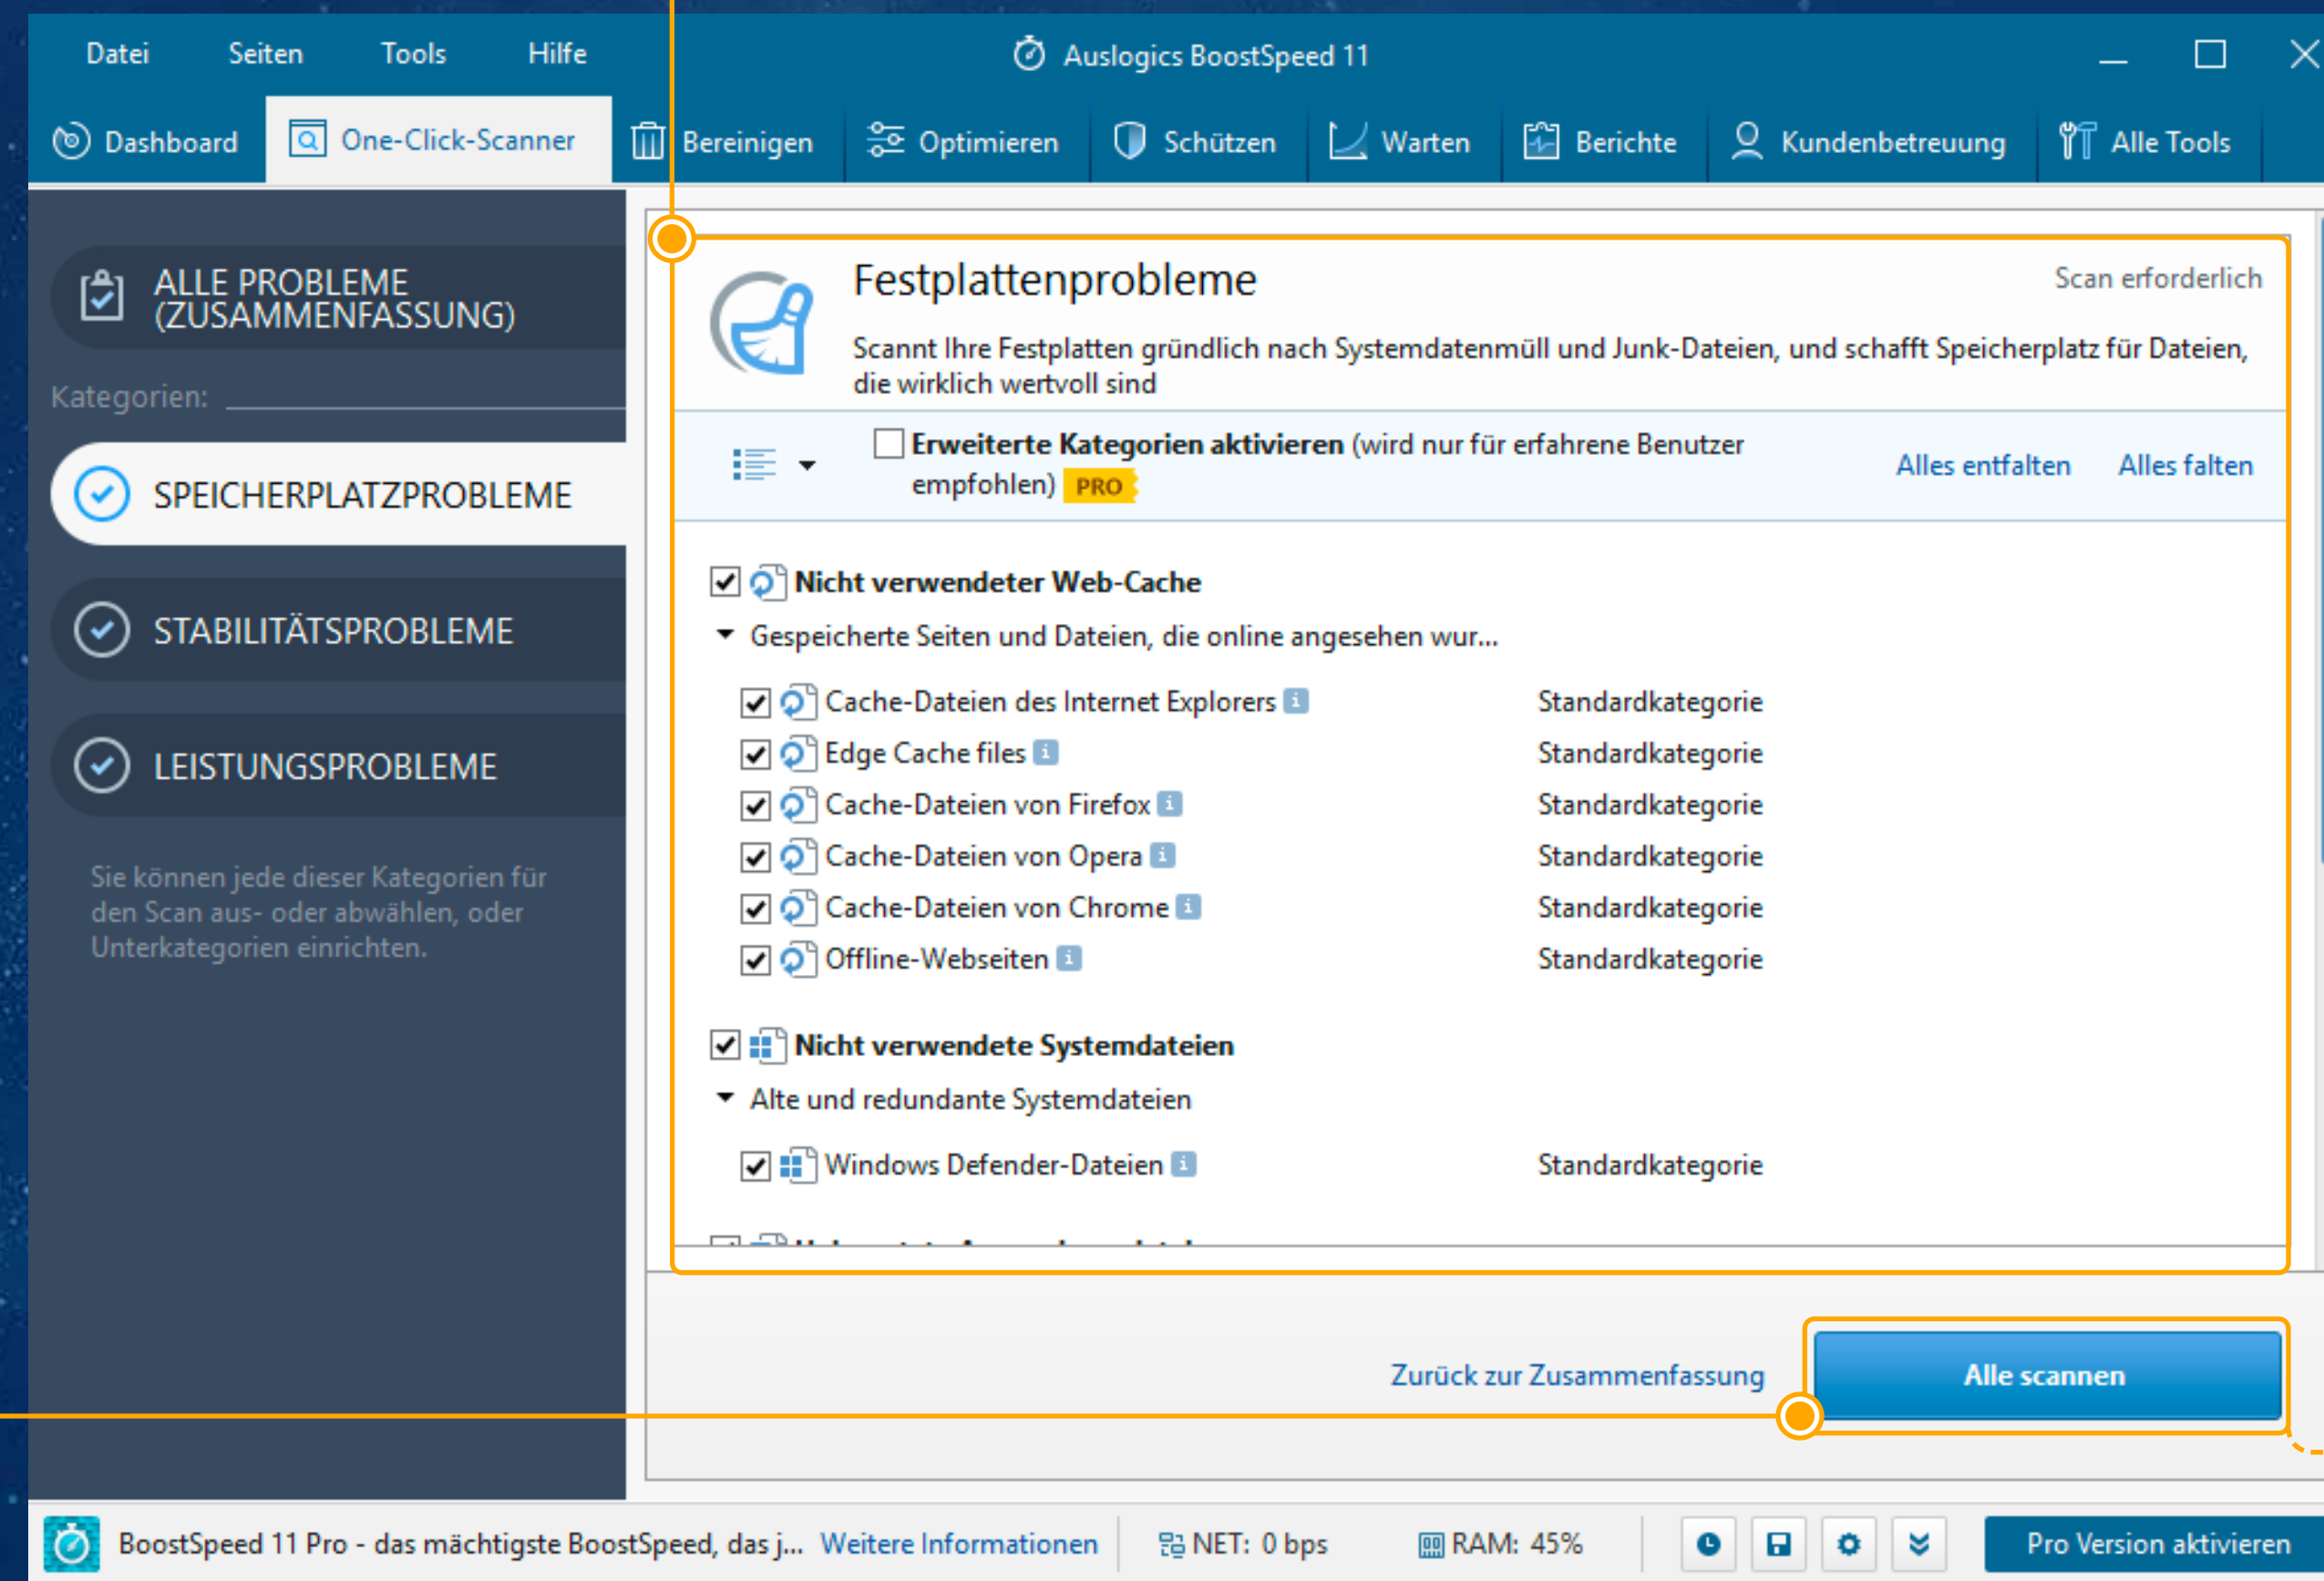 Datei Seiten Tools Hilfe Auslogics BoostSpeed 11
Dashboard One-Click-Scanner Bereinigen Optimieren Schützen Warten Berichte Kundenbetreuung Alle Tools
ALLE PROBLEME
(ZUSAMMENFASSUNG)
Kategorien:
SPEICHERPLATZPROBLEME
STABILITÄTSPROBLEME
LEISTUNGSPROBLEME
Sie können jede dieser Kategorien für
den Scan aus- oder abwählen, oder
Unterkategorien einrichten.
Festplattenprobleme Scan erforderlich
Scannt Ihre Festplatten gründlich nach Systemdatenmüll und Junk-Dateien, und schafft Speicherplatz für Dateien,
die wirklich wertvoll sind
Erweiterte Kategorien aktivieren (wird nur für erfahrene Benutzer
empfohlen) PRO
Alles entfalten Alles falten
Nicht verwendeter Web-Cache
Gespeicherte Seiten und Dateien, die online angesehen wur...
Cache-Dateien des Internet Explorers Standardkategorie
Edge Cache files Standardkategorie
Cache-Dateien von Firefox Standardkategorie
Cache-Dateien von Opera Standardkategorie
Cache-Dateien von Chrome Standardkategorie
Offline-Webseiten Standardkategorie
Nicht verwendete Systemdateien
Alte und redundante Systemdateien
Windows Defender-Dateien Standardkategorie
Zurück zur Zusammenfassung Alle scannen
BoostSpeed 11 Pro - das mächtigste BoostSpeed, das j... Weitere Informationen NET: 0 bps RAM: 45% Pro Version aktivieren